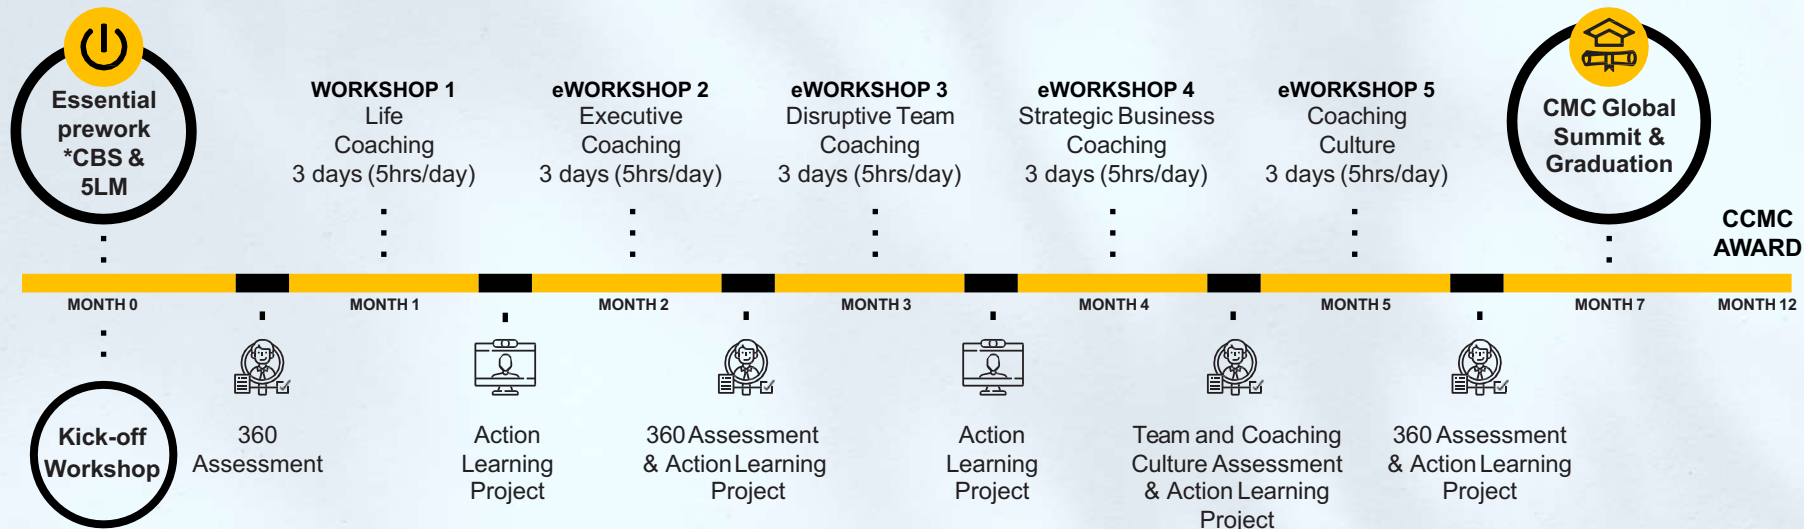 Essential
prework
*CBS &
5LM
WORKSHOP 1
Life
Coaching
3 days (5hrs/day)
eWORKSHOP 2
Executive
Coaching
3 days (5hrs/day)
eWORKSHOP 3
Disruptive Team
Coaching
3 days (5hrs/day)
eWORKSHOP 4
Strategic Business
Coaching
3 days (5hrs/day)
eWORKSHOP 5
Coaching
Culture
3 days (5hrs/day)
CMC Global
Summit &
Graduation
CCMC
AWARD
MONTH 0
MONTH 1
MONTH 2
MONTH 3
MONTH 4
MONTH 5
MONTH 7
MONTH 12
Kick-off
Workshop
360
Assessment
Action
Learning
Project
360 Assessment
& Action Learning
Project
Action
Learning
Project
Team and Coaching
Culture Assessment
& Action Learning
Project
360 Assessment
& Action Learning
Project